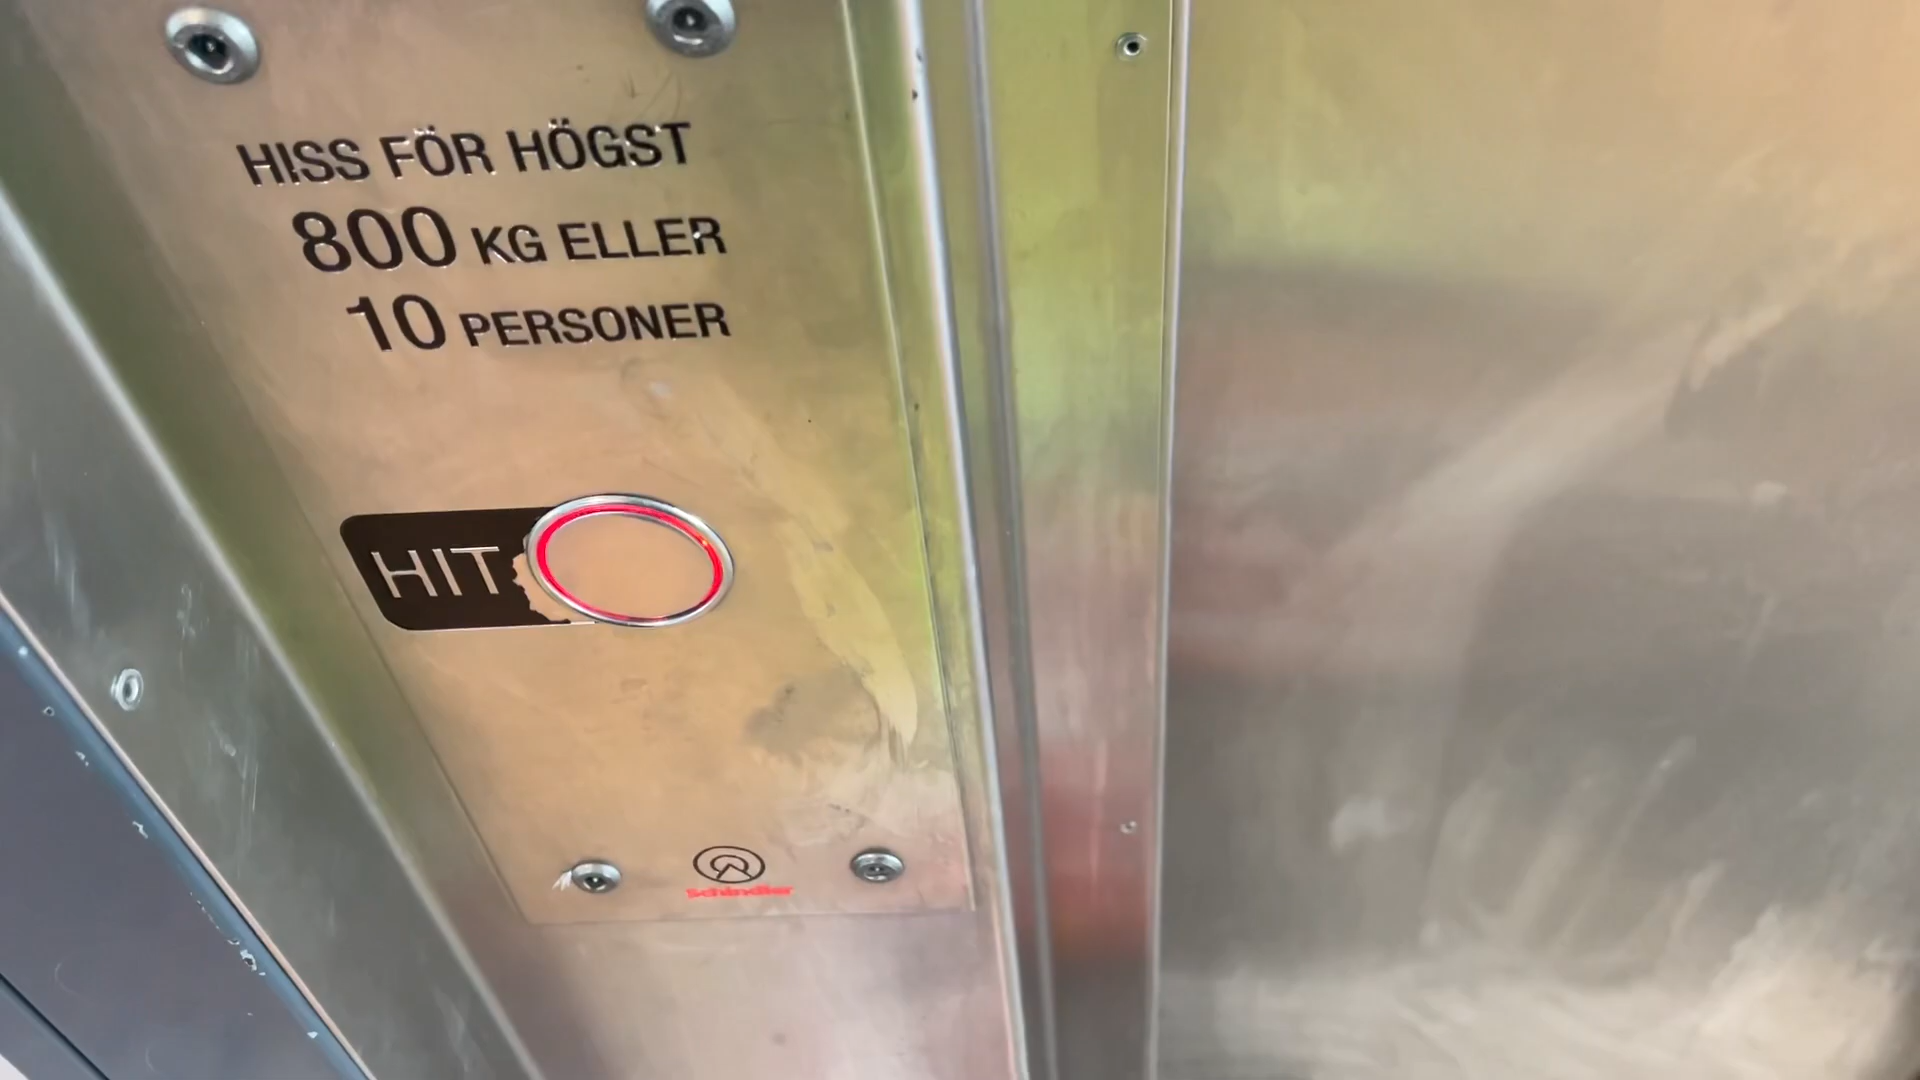 HISS FÖR HÖGST
800 KG ELLER
10 PERSONER
HIT
Schindler